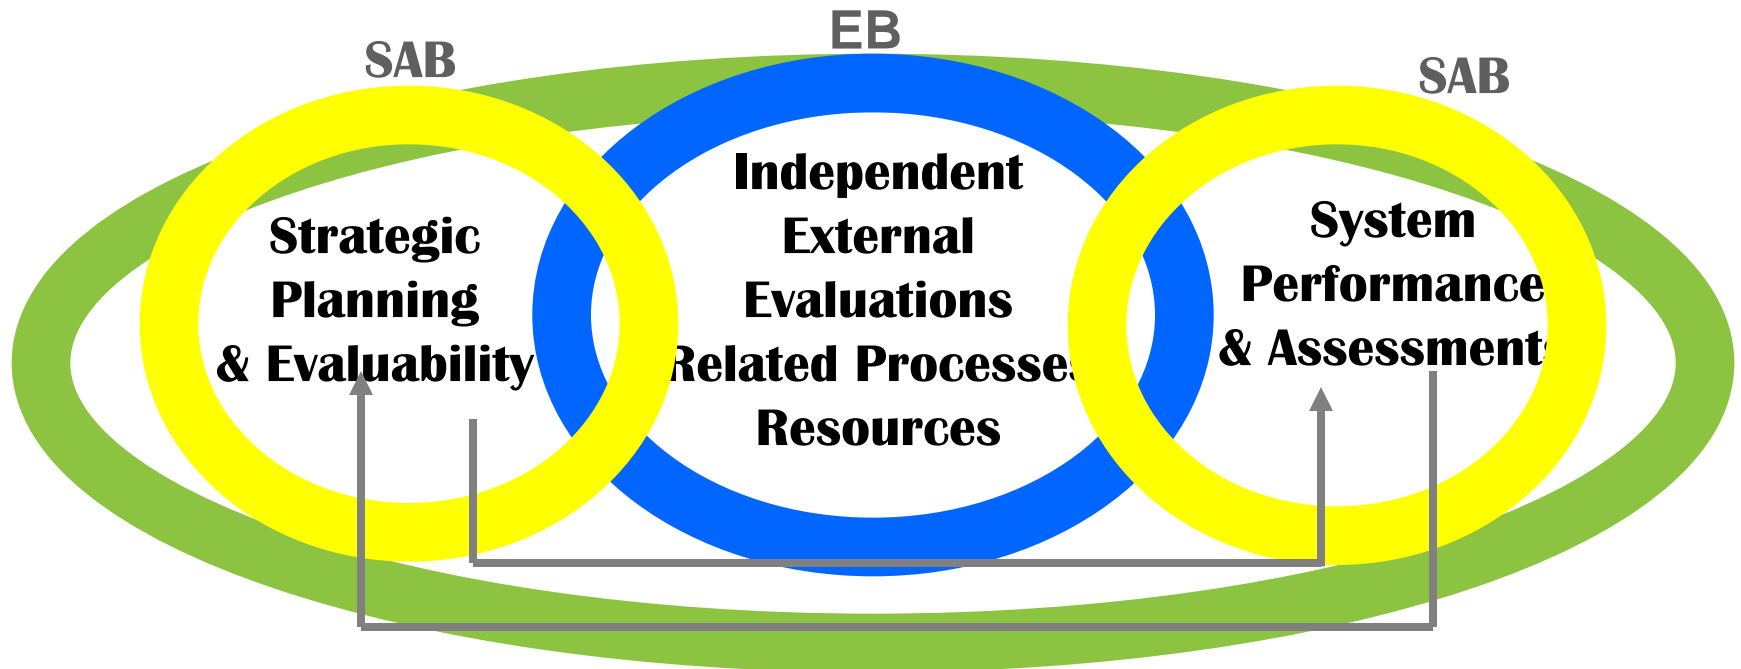 EB
SAB
SAB
Strategic
Planning
& Evaluability
Independent
External
Evaluations
Related Processes
Resources
System
Performance
& Assessments